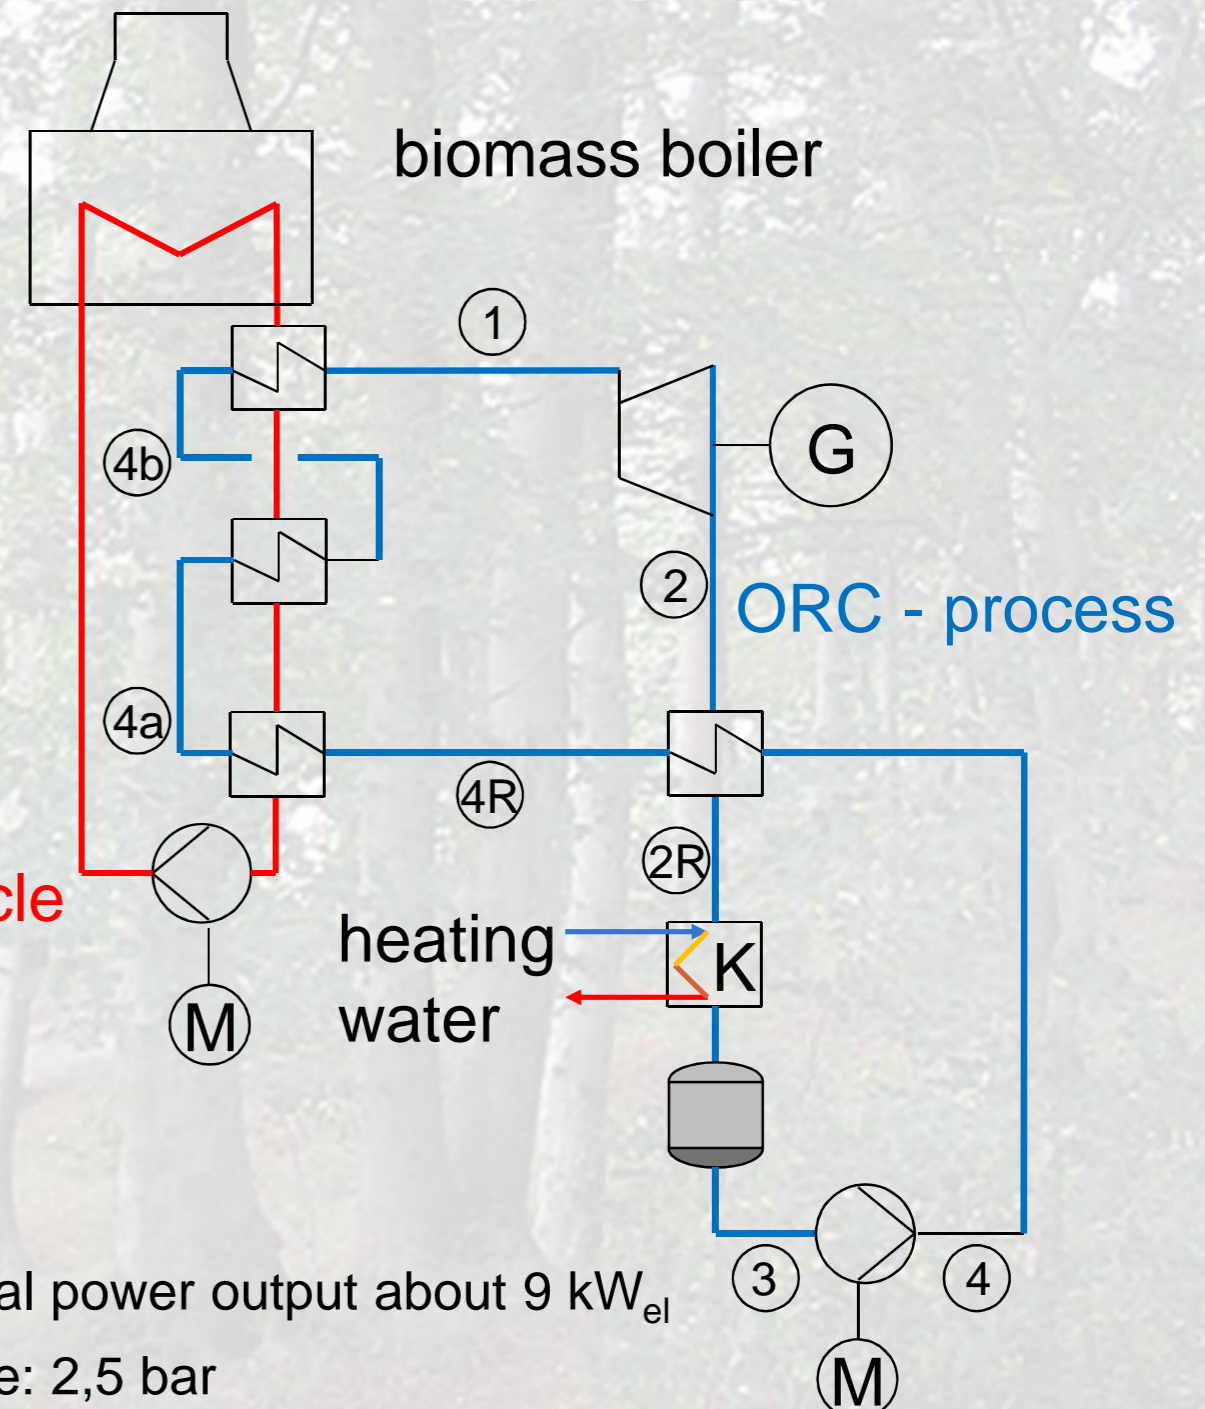 biomass boiler
1
4b
G
2
ORC - process
4a
4R
2R
cle
heating
water
K
M
3
4
al power output about 9 kWel
e: 2,5 bar
M